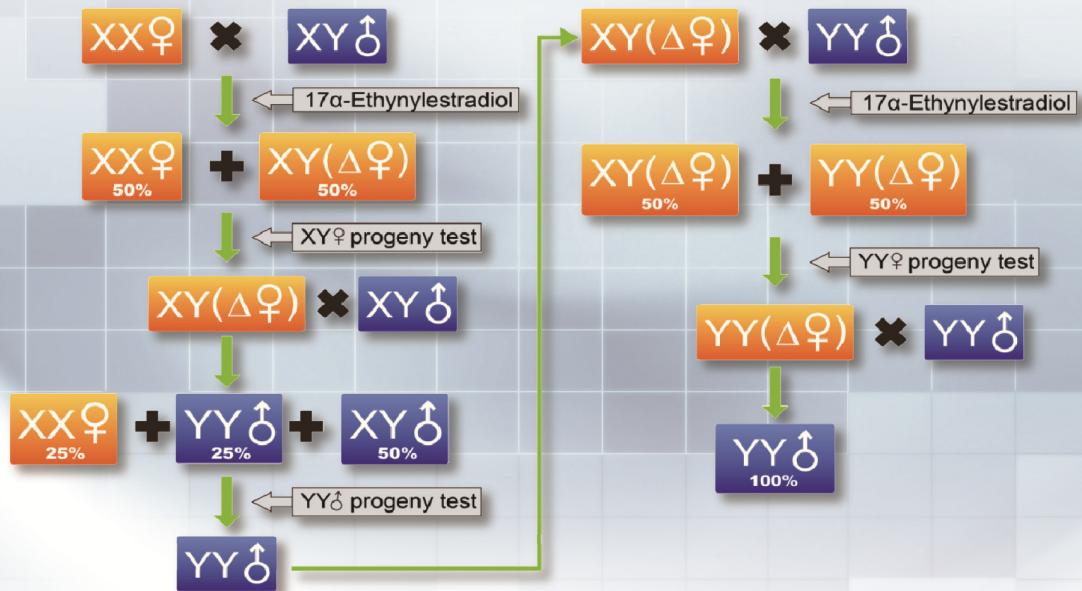 XX♀ ✖ XY♂
17α-Ethynylestradiol
XX♀ + XY(Δ♀)
50% 50%
XY♀ progeny test
XY(Δ♀) ✖ XY♂
XX♀ + YY♂ + XY♂
25% 25% 50%
YY♂ progeny test
YY♂
XY(Δ♀) ✖ YY♂
17α-Ethynylestradiol
XY(Δ♀) + YY(Δ♀)
50% 50%
YY♀ progeny test
YY(Δ♀) ✖ YY♂
YY♂
100%